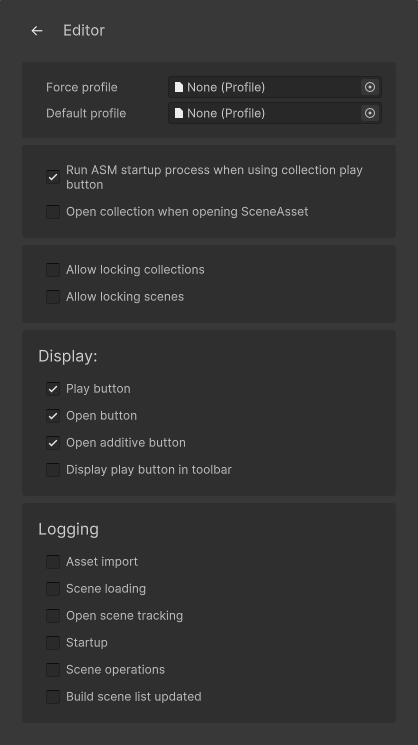 Editor
Force profile
None (Profile)
Default profile
None (Profile)
Run ASM startup process when using collection play
button
Open collection when opening SceneAsset
Allow locking collections
Allow locking scenes
Display:
Play button
Open button
Open additive button
Display play button in toolbar
Logging
Asset import
Scene loading
Open scene tracking
Startup
Scene operations
Build scene list updated